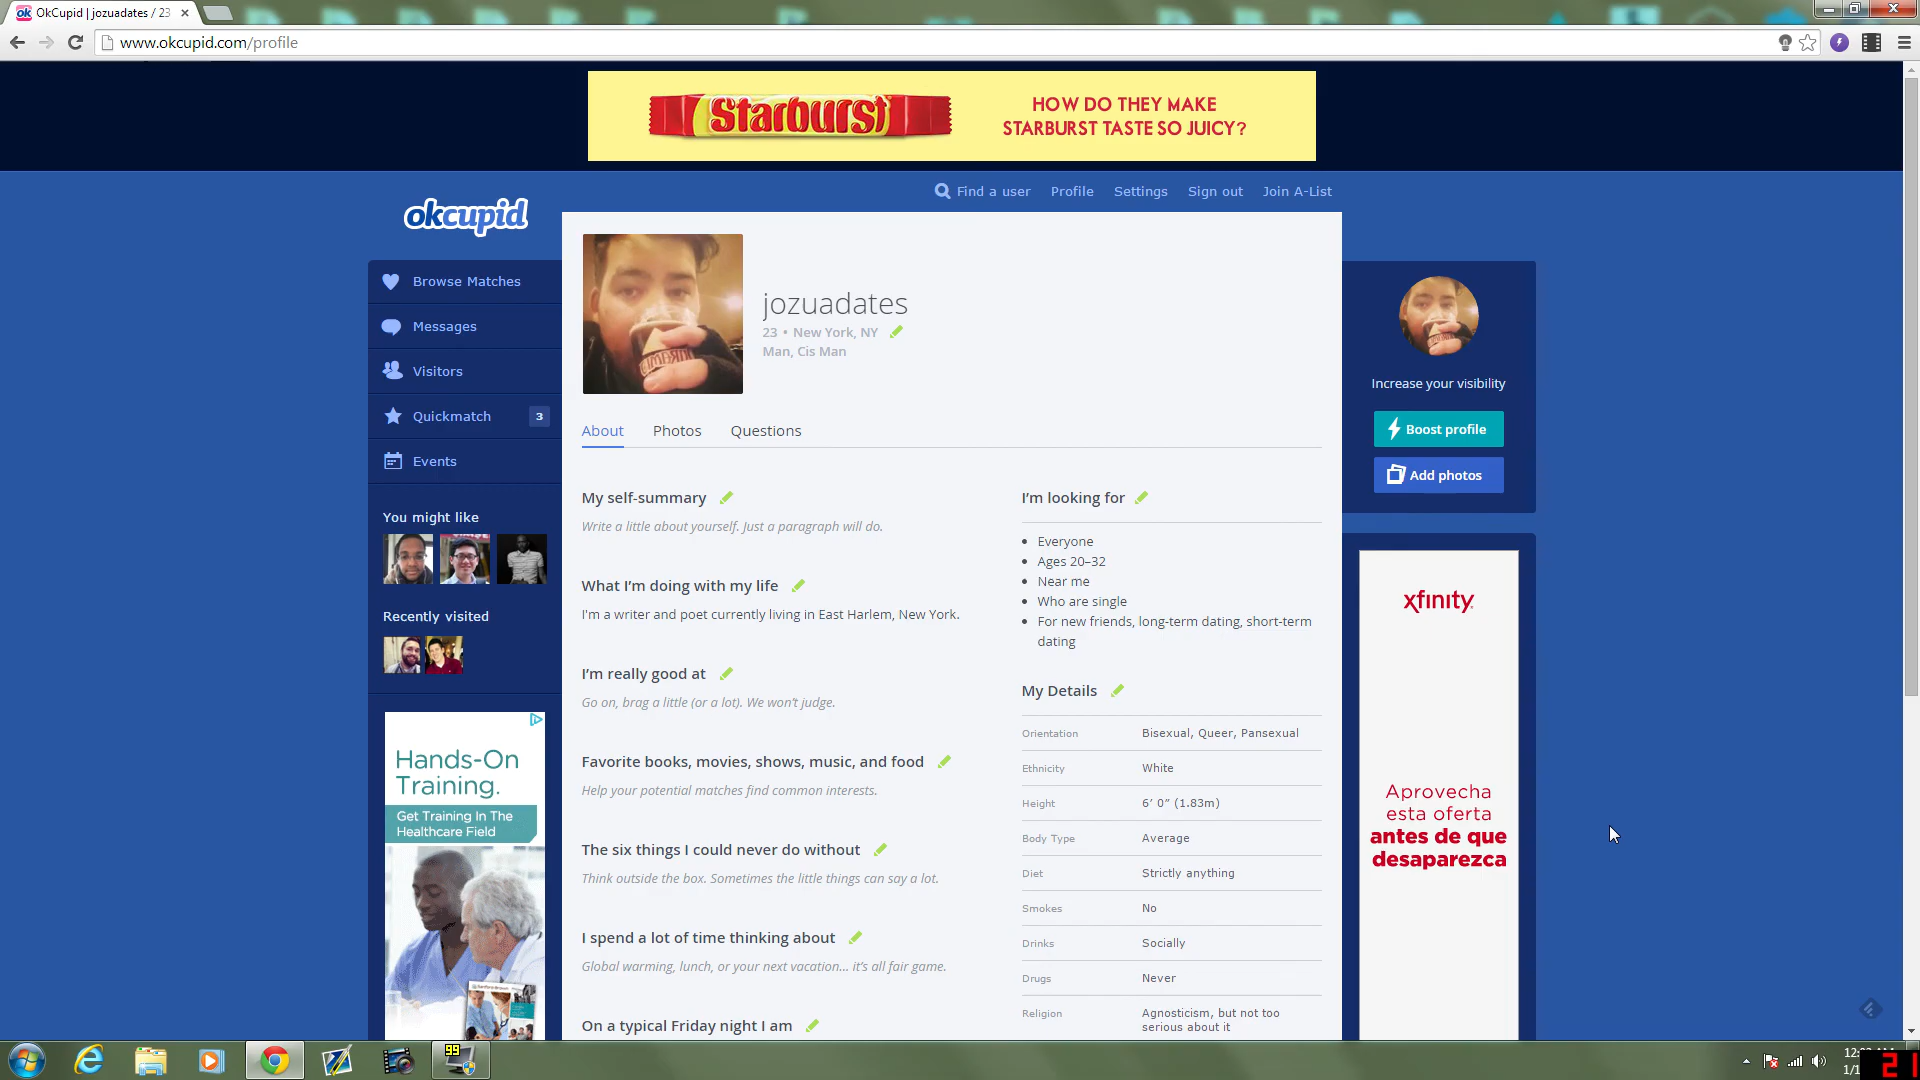 OkCupid | jozuadates / 23
www.okcupid.com/profile
Starburst
HOW DO THEY MAKE
STARBURST TASTE SO JUICY?
Find a user Profile Settings Sign out Join A-List
okcupid
Browse Matches
Messages
Visitors
Quickmatch 3
Events
You might like
Recently visited
Hands-On
Training.
Get Training In The
Healthcare Field
jozuadates
23 • New York, NY
Man, Cis Man
About Photos Questions
My self-summary
Write a little about yourself. Just a paragraph will do.
What I’m doing with my life
I'm a writer and poet currently living in East Harlem, New York.
I’m really good at
Go on, brag a little (or a lot). We won’t judge.
Favorite books, movies, shows, music, and food
Help your potential matches find common interests.
The six things I could never do without
Think outside the box. Sometimes the little things can say a lot.
I spend a lot of time thinking about
Global warming, lunch, or your next vacation… it’s all fair game.
On a typical Friday night I am
I’m looking for
• Everyone
• Ages 20–32
• Near me
• Who are single
• For new friends, long-term dating, short-term
dating
My Details
Orientation Bisexual, Queer, Pansexual
Ethnicity White
Height 6’ 0” (1.83m)
Body Type Average
Diet Strictly anything
Smokes No
Drinks Socially
Drugs Never
Religion Agnosticism, but not too
serious about it
Increase your visibility
Boost profile
Add photos
xfinity
Aprovecha
esta oferta
antes de que
desaparezca
99
21